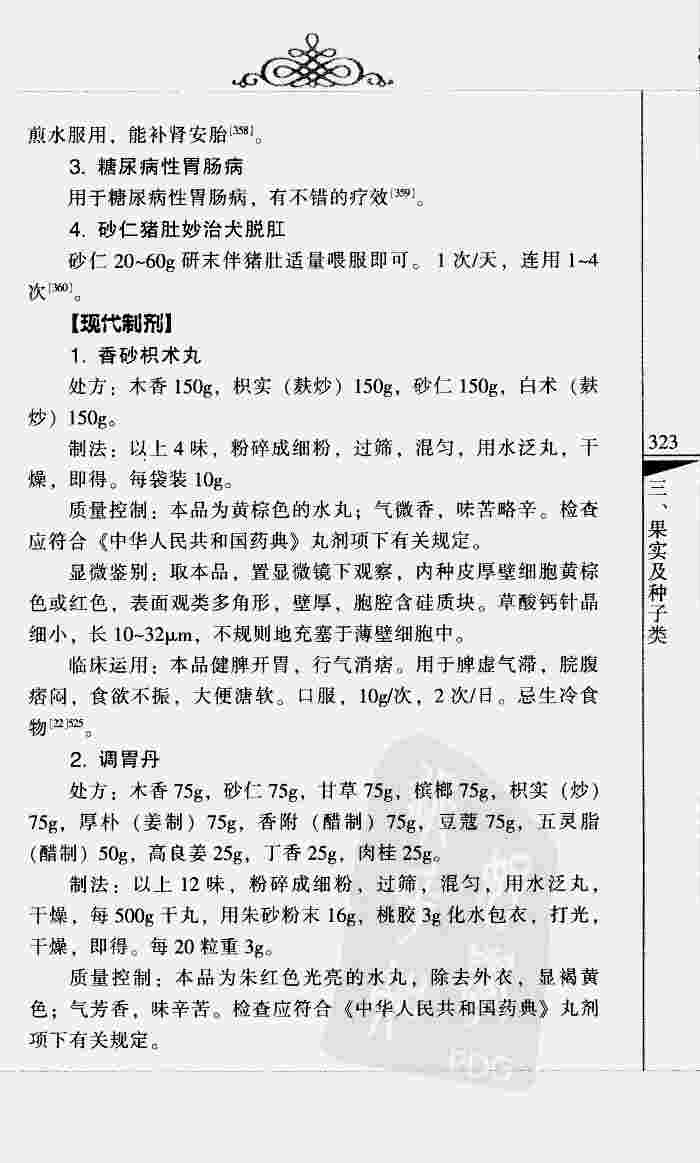 煎水服用，能补肾安胎[358]。
3. 糖尿病性胃肠病
用于糖尿病性胃肠病，有不错的疗效[359]。
4. 砂仁猪肚妙治犬脱肛
砂仁 20~60g 研末伴猪肚适量喂服即可。1 次/天，连用 1~4
次[360]。
【现代制剂】
1. 香砂枳术丸
处方：木香 150g，枳实（麸炒）150g，砂仁 150g，白术（麸
炒）150g。
制法：以上 4 味，粉碎成细粉，过筛，混匀，用水泛丸，干
燥，即得。每袋装 10g。
质量控制：本品为黄棕色的水丸；气微香，味苦略辛。检查
应符合《中华人民共和国药典》丸剂项下有关规定。
显微鉴别：取本品，置显微镜下观察，内种皮厚壁细胞黄棕
色或红色，表面观类多角形，壁厚，胞腔含硅质块。草酸钙针晶
细小，长 10~32μm，不规则地充塞于薄壁细胞中。
临床运用：本品健脾开胃，行气消痞。用于脾虚气滞，脘腹
痞闷，食欲不振，大便溏软。口服，10g/次，2 次/日。忌生冷食
物[22]525。
2. 调胃丹
处方：木香 75g，砂仁 75g，甘草 75g，槟榔 75g，枳实（炒）
75g，厚朴（姜制）75g，香附（醋制）75g，豆蔻 75g，五灵脂
（醋制）50g，高良姜 25g，丁香 25g，肉桂 25g。
制法：以上 12 味，粉碎成细粉，过筛，混匀，用水泛丸，
干燥，每 500g 干丸，用朱砂粉末 16g，桃胶 3g 化水包衣，打光，
干燥，即得。每 20 粒重 3g。
质量控制：本品为朱红色光亮的水丸，除去外衣，显褐黄
色；气芳香，味辛苦。检查应符合《中华人民共和国药典》丸剂
项下有关规定。
323
三、果实及种子类
PDG